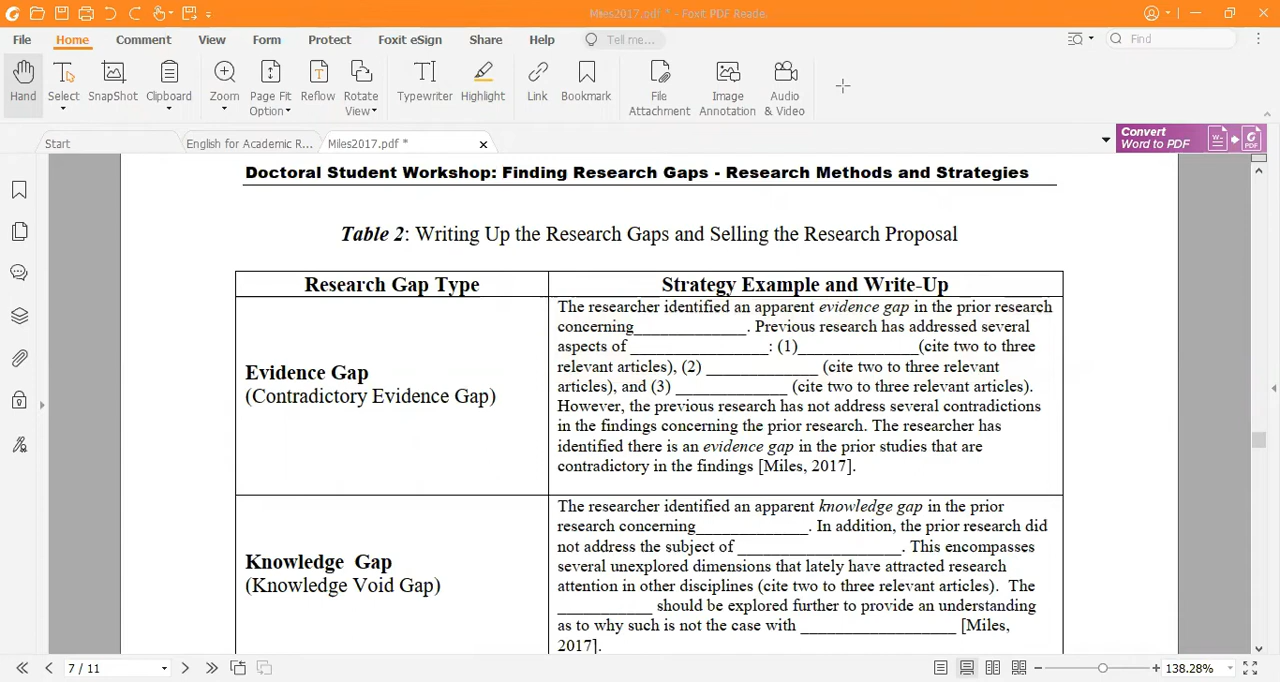 Miles2017.pdf * - Foxit PDF Reade.
File Home Comment View Form Protect Foxit eSign Share Help Tell me... Find
Hand Select SnapShot Clipboard Zoom Page Fit Option Reflow Rotate View Typewriter Highlight Link Bookmark File Attachment Image Annotation Audio & Video
Start English for Academic R... Miles2017.pdf * Convert Word to PDF
Doctoral Student Workshop: Finding Research Gaps - Research Methods and Strategies
Table 2: Writing Up the Research Gaps and Selling the Research Proposal
Research Gap Type
Strategy Example and Write-Up
Evidence Gap
(Contradictory Evidence Gap)
The researcher identified an apparent evidence gap in the prior research
concerning_____________. Previous research has addressed several
aspects of ________________: (1)______________(cite two to three
relevant articles), (2) _____________ (cite two to three relevant
articles), and (3) _____________ (cite two to three relevant articles).
However, the previous research has not address several contradictions
in the findings concerning the prior research. The researcher has
identified there is an evidence gap in the prior studies that are
contradictory in the findings [Miles, 2017].
Knowledge Gap
(Knowledge Void Gap)
The researcher identified an apparent knowledge gap in the prior
research concerning_____________. In addition, the prior research did
not address the subject of ___________________. This encompasses
several unexplored dimensions that lately have attracted research
attention in other disciplines (cite two to three relevant articles). The
___________ should be explored further to provide an understanding
as to why such is not the case with __________________ [Miles,
2017].
7 / 11 138.28%